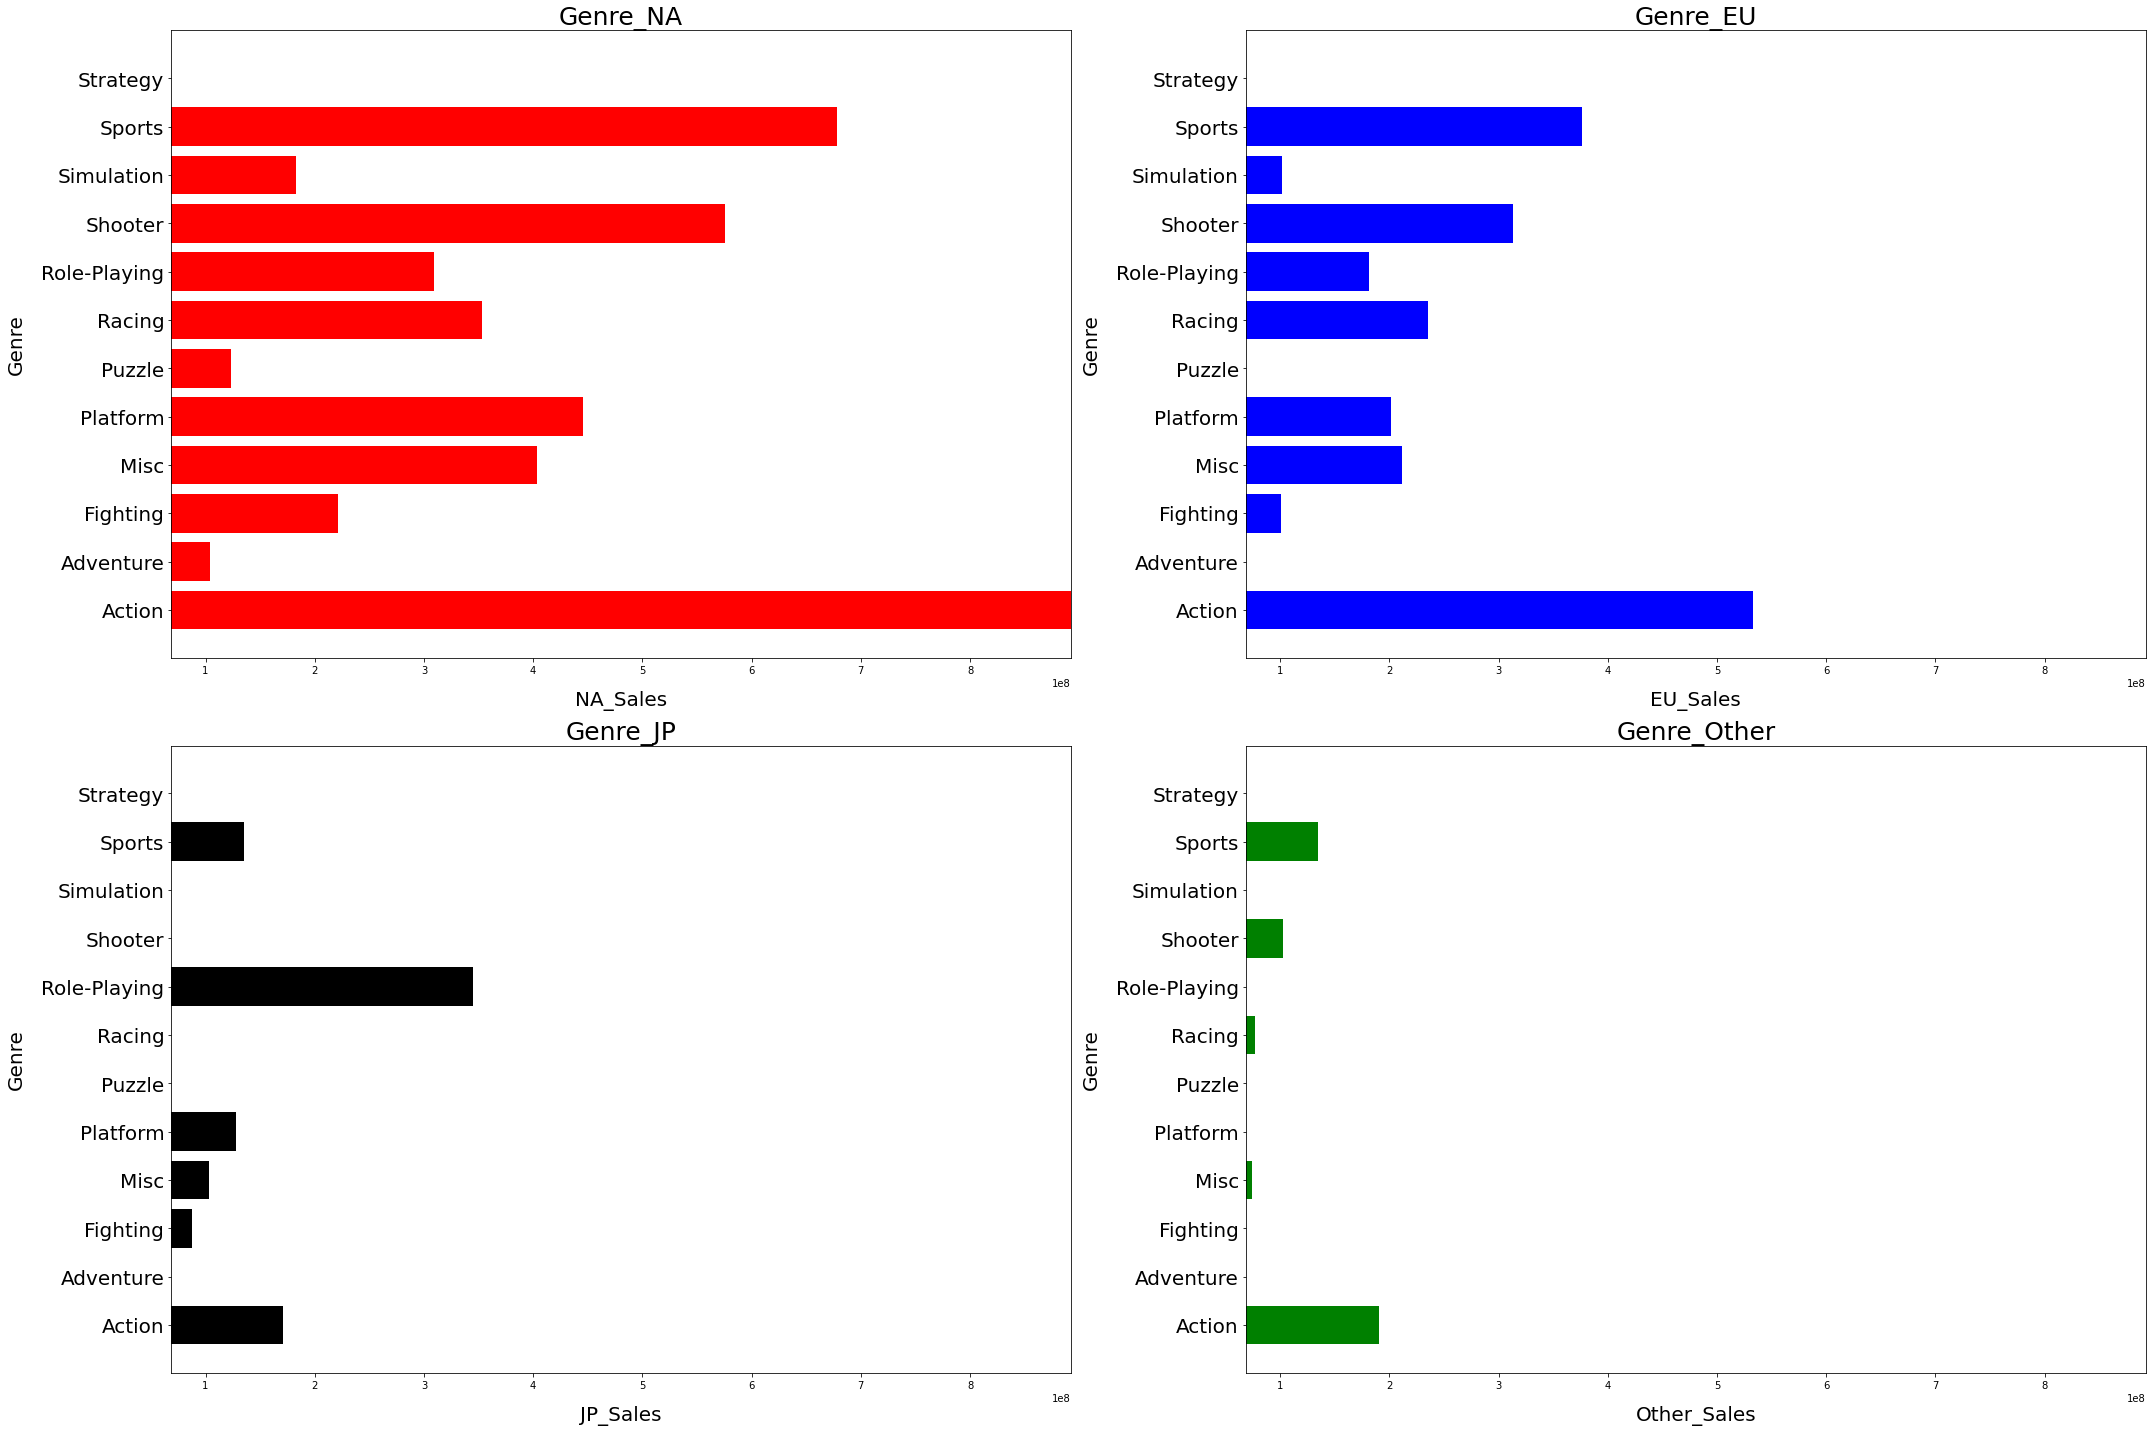 Genre_NA
Strategy
Sports
Simulation
Shooter
Role-Playing
Racing
Puzzle
Platform
Misc
Fighting
Adventure
Action
Genre
1 2 3 4 5 6 7 8
1e8
NA_Sales
Genre_EU
Strategy
Sports
Simulation
Shooter
Role-Playing
Racing
Puzzle
Platform
Misc
Fighting
Adventure
Action
Genre
1 2 3 4 5 6 7 8
1e8
EU_Sales
Genre_JP
Strategy
Sports
Simulation
Shooter
Role-Playing
Racing
Puzzle
Platform
Misc
Fighting
Adventure
Action
Genre
1 2 3 4 5 6 7 8
1e8
JP_Sales
Genre_Other
Strategy
Sports
Simulation
Shooter
Role-Playing
Racing
Puzzle
Platform
Misc
Fighting
Adventure
Action
Genre
1 2 3 4 5 6 7 8
1e8
Other_Sales